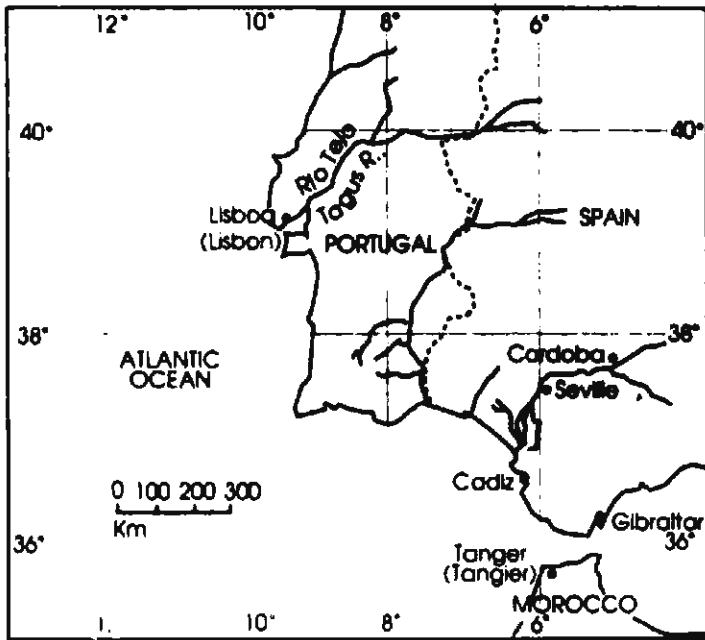 12° 10° 8° 6°
40° 40°
Rio Tejo
Tagus R.
Lisboa
(Lisbon)
PORTUGAL
SPAIN
38° 38°
ATLANTIC
OCEAN
Cordoba
Seville
0 100 200 300
Km
Cadiz
Gibraltar
36° 36°
Tanger
(Tangier)
MOROCCO
1. 10° 8° 6°